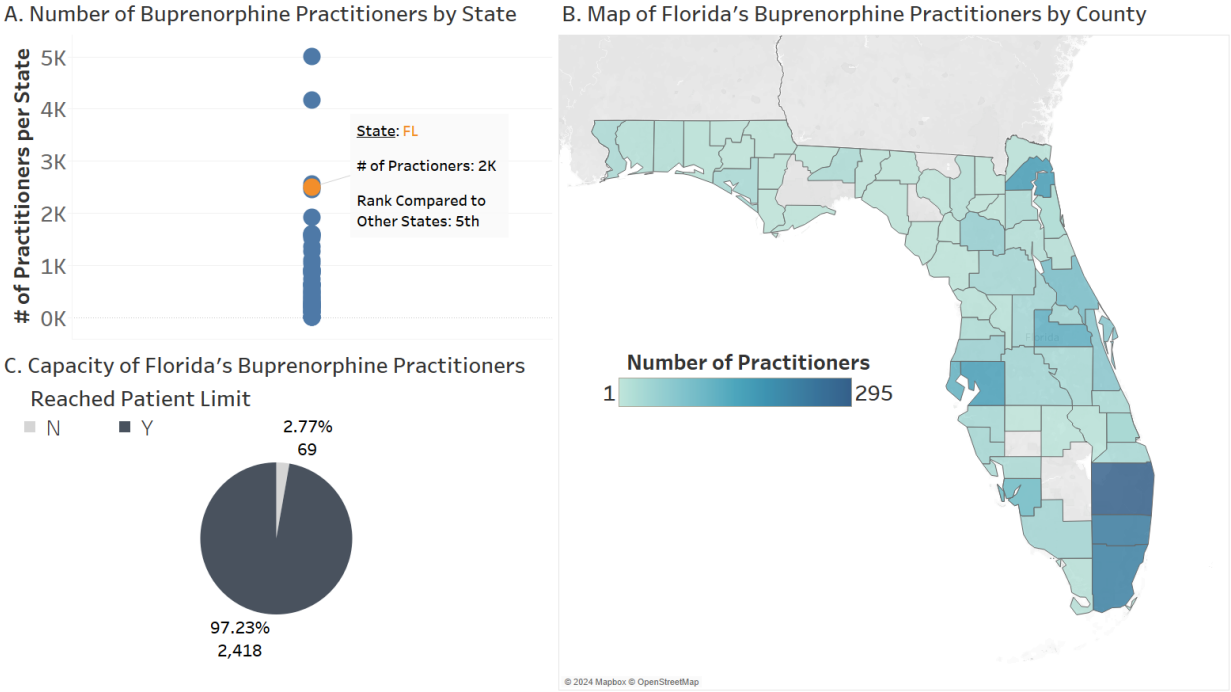 A. Number of Buprenorphine Practitioners by State
# of Practitioners per State
5K
4K
3K
2K
1K
0K
State: FL
# of Practioners: 2K
Rank Compared to
Other States: 5th
B. Map of Florida's Buprenorphine Practitioners by County
Florida
Number of Practitioners
1
295
© 2024 Mapbox © OpenStreetMap
C. Capacity of Florida's Buprenorphine Practitioners
Reached Patient Limit
N
Y
2.77%
69
97.23%
2,418